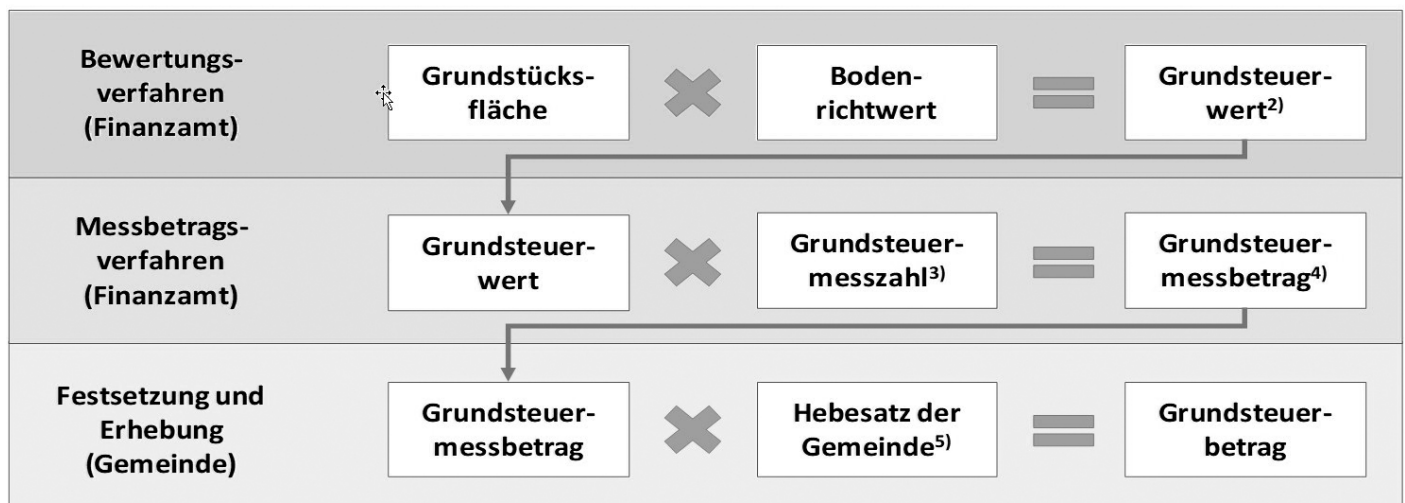 Bewertungs-
verfahren
(Finanzamt)
Grundstücks-
fläche
Boden-
richtwert
Grundsteuer-
wert²⁾
Messbetrags-
verfahren
(Finanzamt)
Grundsteuer-
wert
Grundsteuer-
messzahl³⁾
Grundsteuer-
messbetrag⁴⁾
Festsetzung und
Erhebung
(Gemeinde)
Grundsteuer-
messbetrag
Hebesatz der
Gemeinde⁵⁾
Grundsteuer-
betrag